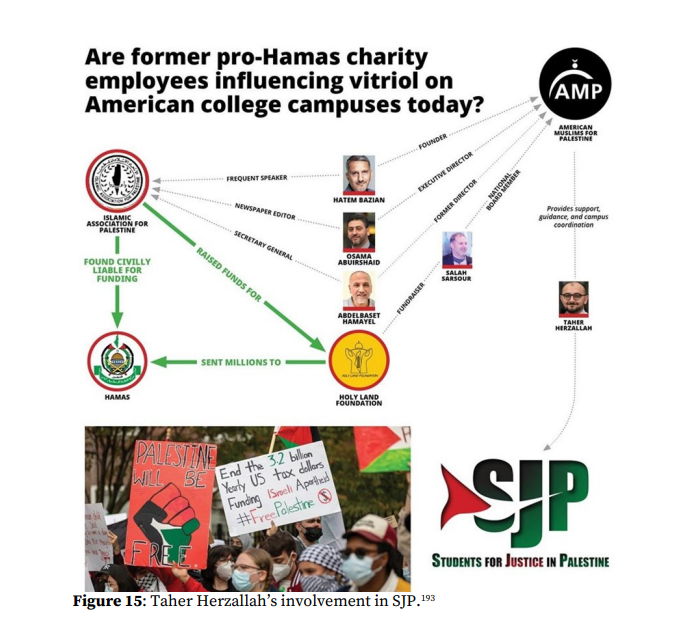 Are former pro-Hamas charity
employees influencing vitriol on
American college campuses today?
AMP
AMERICAN
MUSLIMS FOR
PALESTINE
FOUNDER
FREQUENT SPEAKER
HATEM BAZIAN
EXECUTIVE DIRECTOR
NEWSPAPER EDITOR
OSAMA
ABUIRSHAID
FORMER DIRECTOR
SECRETARY GENERAL
ABDELBASET
HAMAYEL
NATIONAL
BOARD MEMBER
SALAH
SARSOUR
FUNDRAISER
Provides support,
guidance, and campus
coordination
TAHER
HERZALLAH
ISLAMIC
ASSOCIATION FOR
PALESTINE
FOUND CIVILLY
LIABLE FOR
FUNDING
RAISED FUNDS FOR
HAMAS
SENT MILLIONS TO
HOLY LAND FOUNDATION
HOLY LAND
FOUNDATION
PALESTINE
WILL BE
FREE.
End the 3.2 billion
Yearly US tax dollars
Funding ISraeli Apartheid
#FreePalestine
SJP
STUDENTS FOR JUSTICE IN PALESTINE
Figure 15: Taher Herzallah's involvement in SJP.193